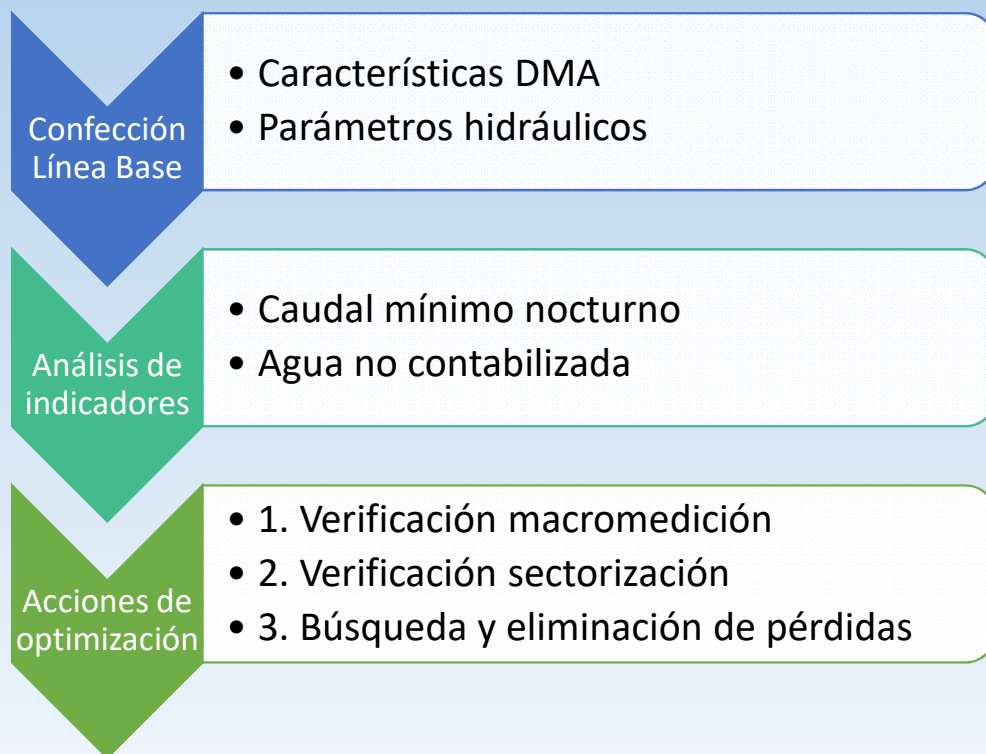 Confección
Línea Base
• Características DMA
• Parámetros hidráulicos
Análisis de
indicadores
• Caudal mínimo nocturno
• Agua no contabilizada
Acciones de
optimización
• 1. Verificación macromedición
• 2. Verificación sectorización
• 3. Búsqueda y eliminación de pérdidas